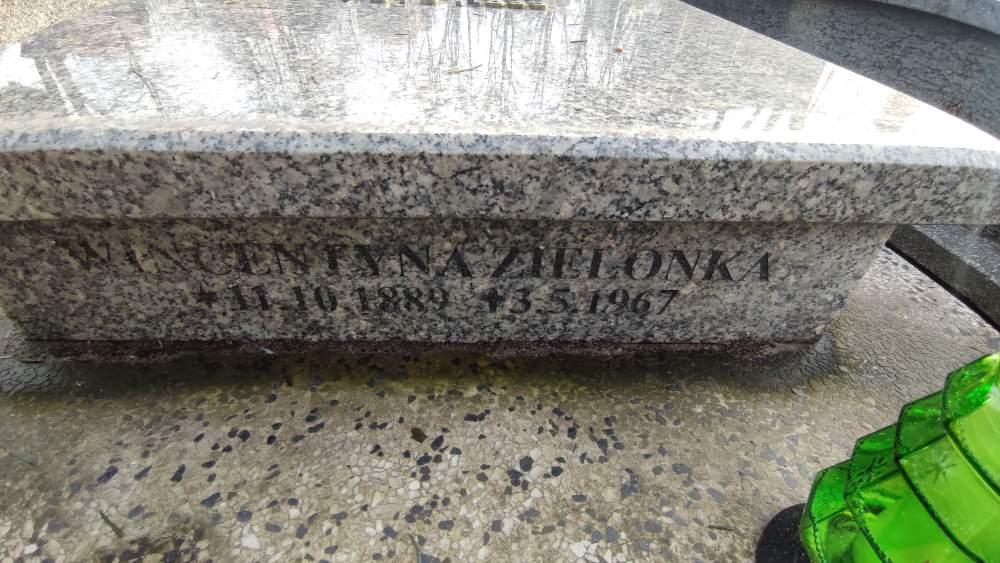 WINCENTYNA ZIELONKA
*11.10.1889 ✝3.5.1967